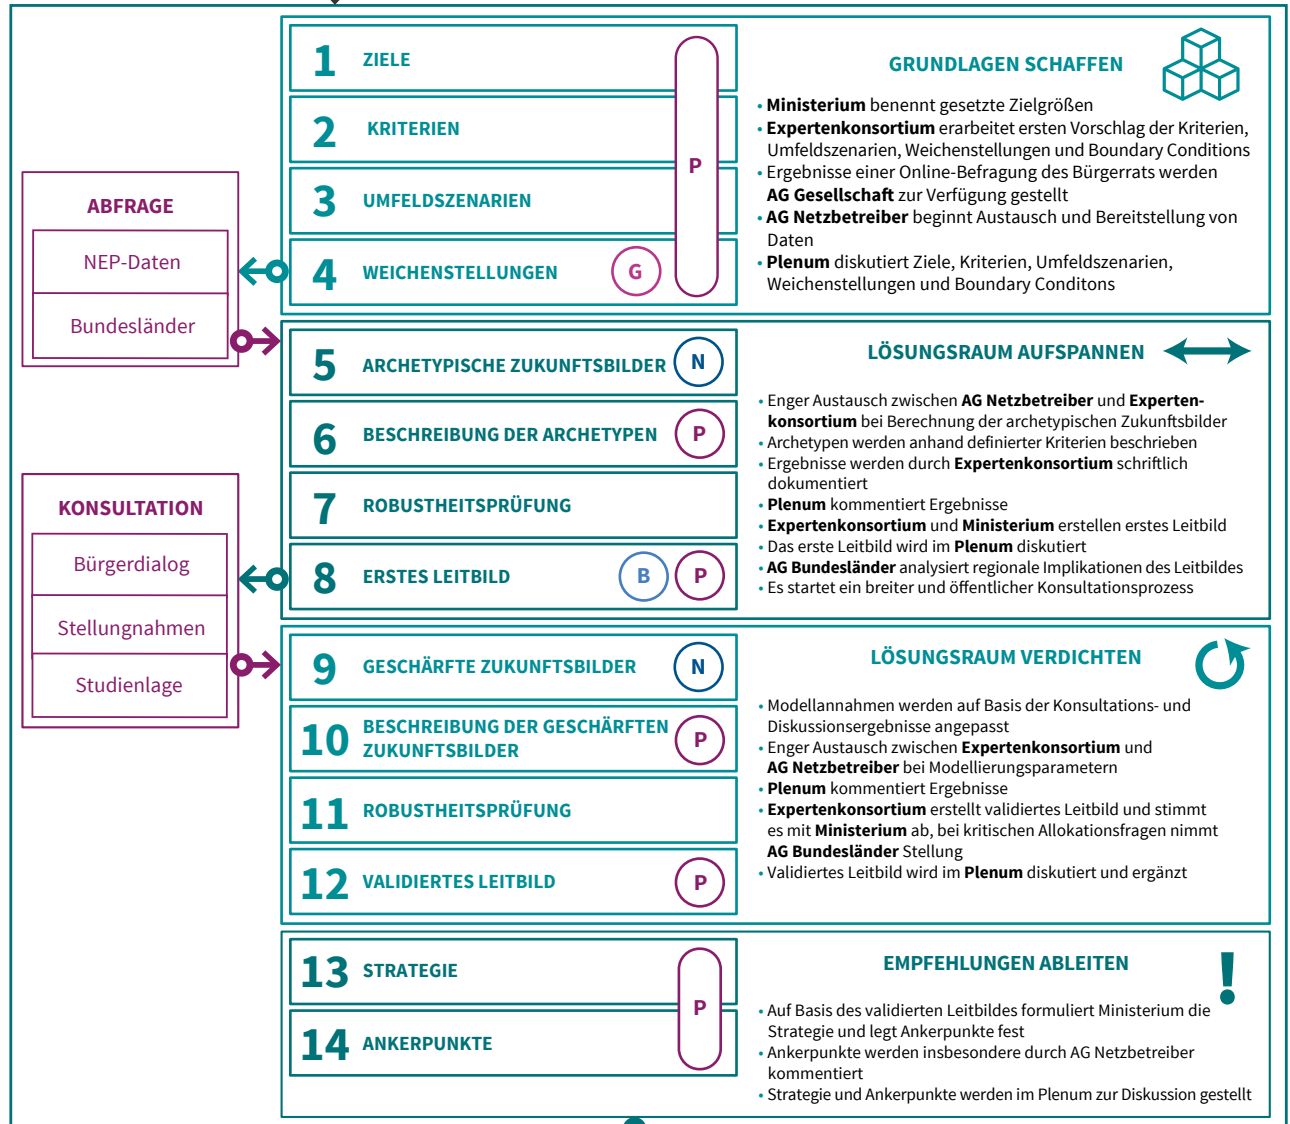 ABFRAGE
NEP-Daten
Bundesländer
KONSULTATION
Bürgerdialog
Stellungnahmen
Studienlage
1 ZIELE
2 KRITERIEN
3 UMFELDSZENARIEN
4 WEICHENSTELLUNGEN G
P
GRUNDLAGEN SCHAFFEN
• Ministerium benennt gesetzte Zielgrößen
• Expertenkonsortium erarbeitet ersten Vorschlag der Kriterien,
Umfeldszenarien, Weichenstellungen und Boundary Conditions
• Ergebnisse einer Online-Befragung des Bürgerrats werden
AG Gesellschaft zur Verfügung gestellt
• AG Netzbetreiber beginnt Austausch und Bereitstellung von
Daten
• Plenum diskutiert Ziele, Kriterien, Umfeldszenarien,
Weichenstellungen und Boundary Conditons
5 ARCHETYPISCHE ZUKUNFTSBILDER N
6 BESCHREIBUNG DER ARCHETYPEN P
7 ROBUSTHEITSPRÜFUNG
8 ERSTES LEITBILD B P
LÖSUNGSRAUM AUFSPANNEN
• Enger Austausch zwischen AG Netzbetreiber und Experten-
konsortium bei Berechnung der archetypischen Zukunftsbilder
• Archetypen werden anhand definierter Kriterien beschrieben
• Ergebnisse werden durch Expertenkonsortium schriftlich
dokumentiert
• Plenum kommentiert Ergebnisse
• Expertenkonsortium und Ministerium erstellen erstes Leitbild
• Das erste Leitbild wird im Plenum diskutiert
• AG Bundesländer analysiert regionale Implikationen des Leitbildes
• Es startet ein breiter und öffentlicher Konsultationsprozess
9 GESCHÄRFTE ZUKUNFTSBILDER N
10 BESCHREIBUNG DER GESCHÄRFTEN
ZUKUNFTSBILDER P
11 ROBUSTHEITSPRÜFUNG
12 VALIDIERTES LEITBILD P
LÖSUNGSRAUM VERDICHTEN
• Modellannahmen werden auf Basis der Konsultations- und
Diskussionsergebnisse angepasst
• Enger Austausch zwischen Expertenkonsortium und
AG Netzbetreiber bei Modellierungsparametern
• Plenum kommentiert Ergebnisse
• Expertenkonsortium erstellt validiertes Leitbild und stimmt
es mit Ministerium ab, bei kritischen Allokationsfragen nimmt
AG Bundesländer Stellung
• Validiertes Leitbild wird im Plenum diskutiert und ergänzt
13 STRATEGIE
14 ANKERPUNKTE
P
EMPFEHLUNGEN ABLEITEN !
• Auf Basis des validierten Leitbildes formuliert Ministerium die
Strategie und legt Ankerpunkte fest
• Ankerpunkte werden insbesondere durch AG Netzbetreiber
kommentiert
• Strategie und Ankerpunkte werden im Plenum zur Diskussion gestellt